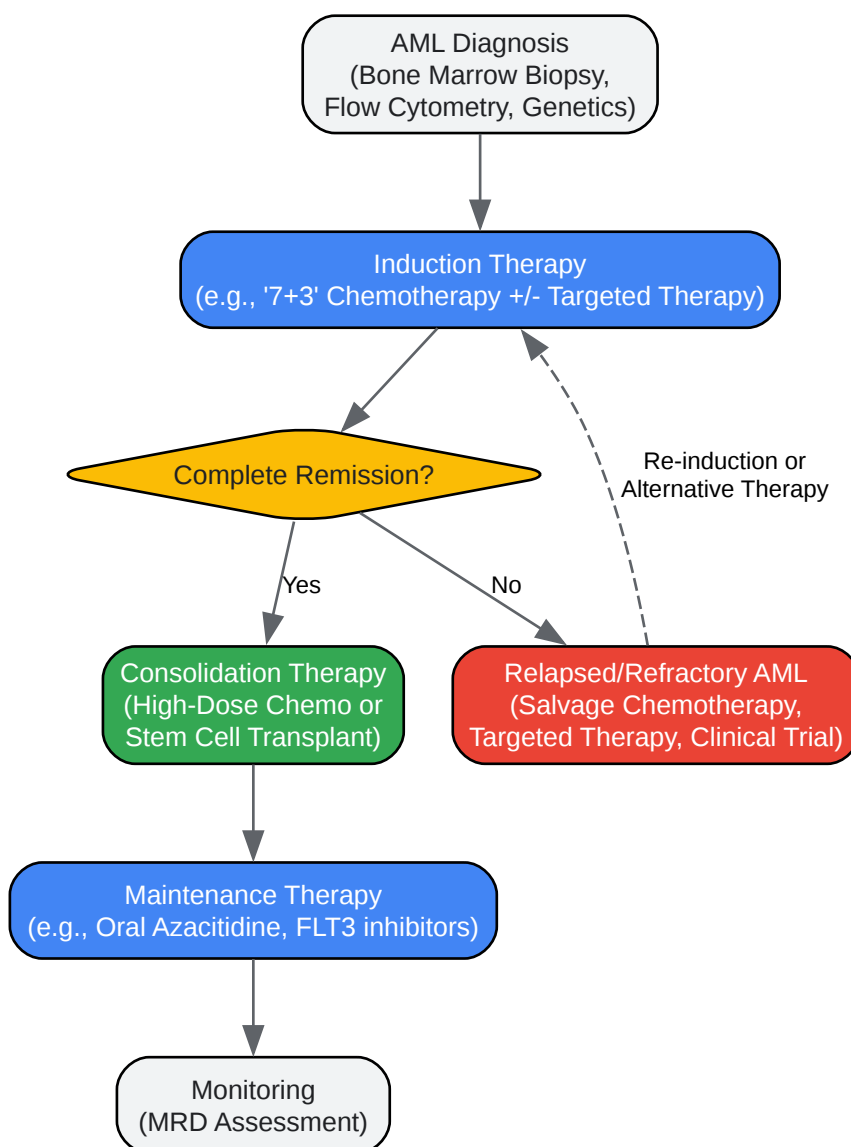 AML Diagnosis
(Bone Marrow Biopsy,
Flow Cytometry, Genetics)
Induction Therapy
(e.g., '7+3' Chemotherapy +/- Targeted Therapy)
Complete Remission?
Re-induction or
Alternative Therapy
Yes
No
Consolidation Therapy
(High-Dose Chemo or
Stem Cell Transplant)
Relapsed/Refractory AML
(Salvage Chemotherapy,
Targeted Therapy, Clinical Trial)
Maintenance Therapy
(e.g., Oral Azacitidine, FLT3 inhibitors)
Monitoring
(MRD Assessment)